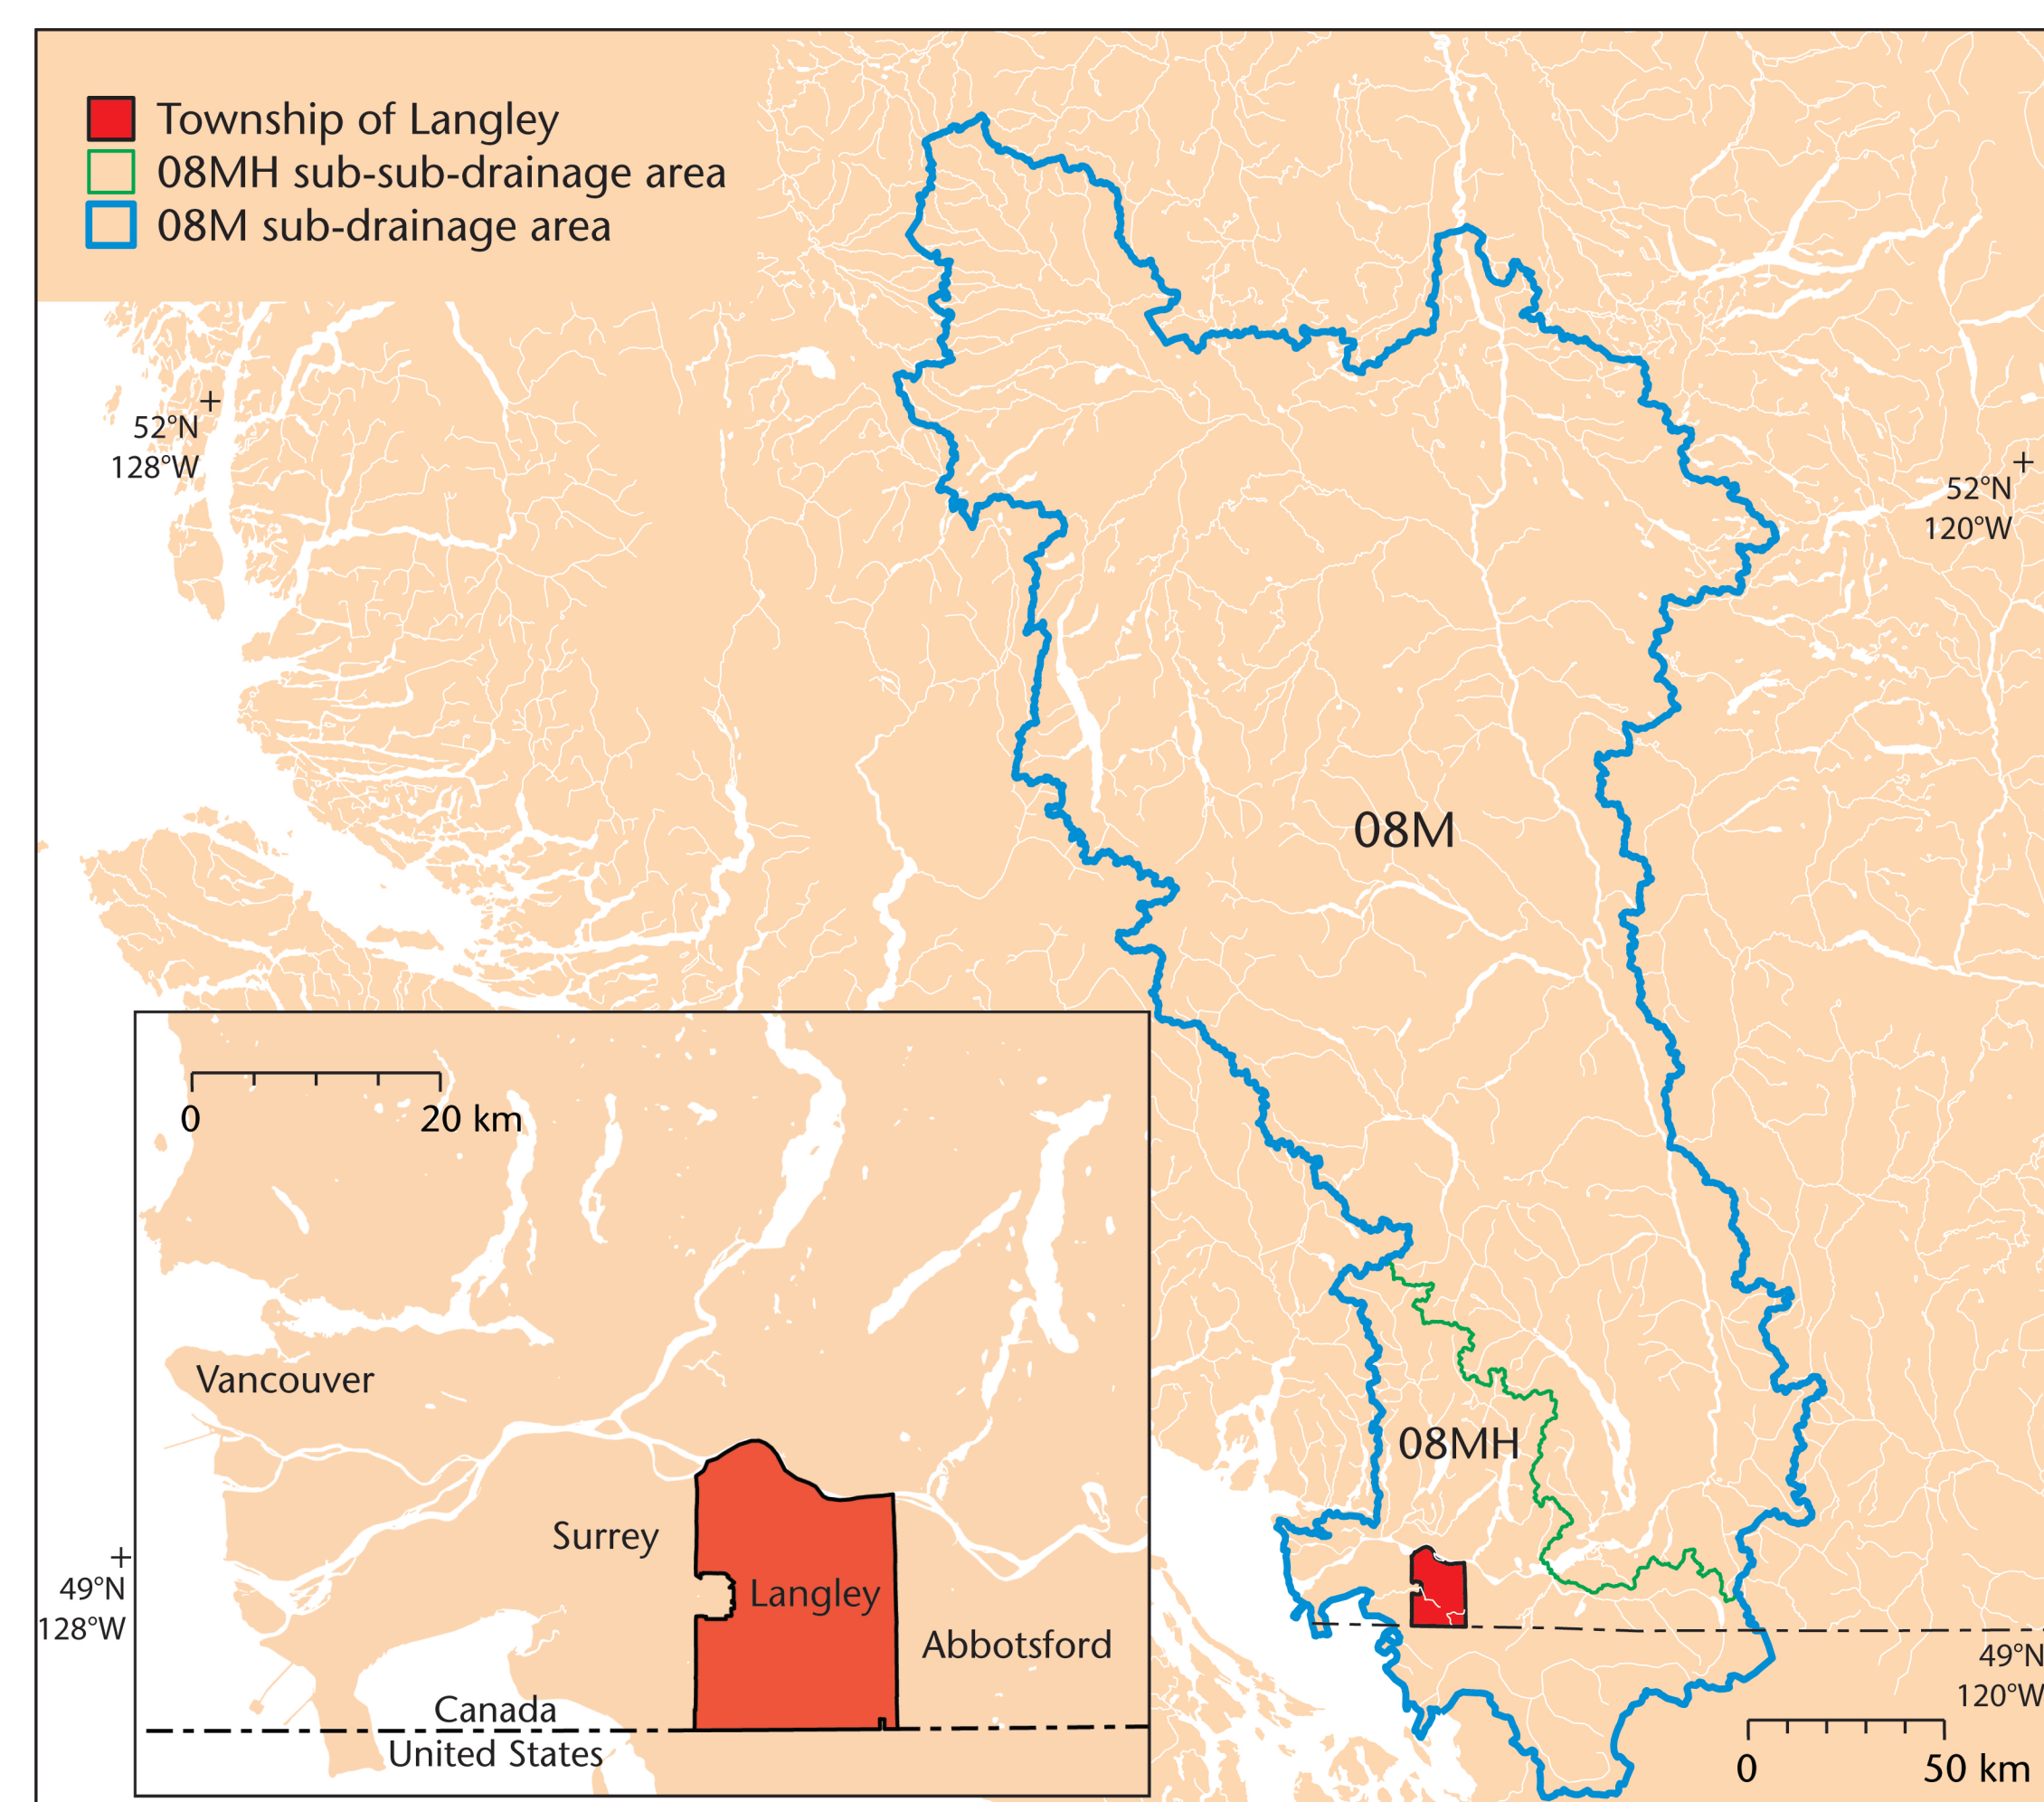 Township of Langley
08MH sub-sub-drainage area
08M sub-drainage area
52°N
128°W
52°N
120°W
08M
0 20 km
Vancouver
08MH
Surrey
49°N
128°W
Langley
Abbotsford
49°N
120°W
Canada
United States
0 50 km